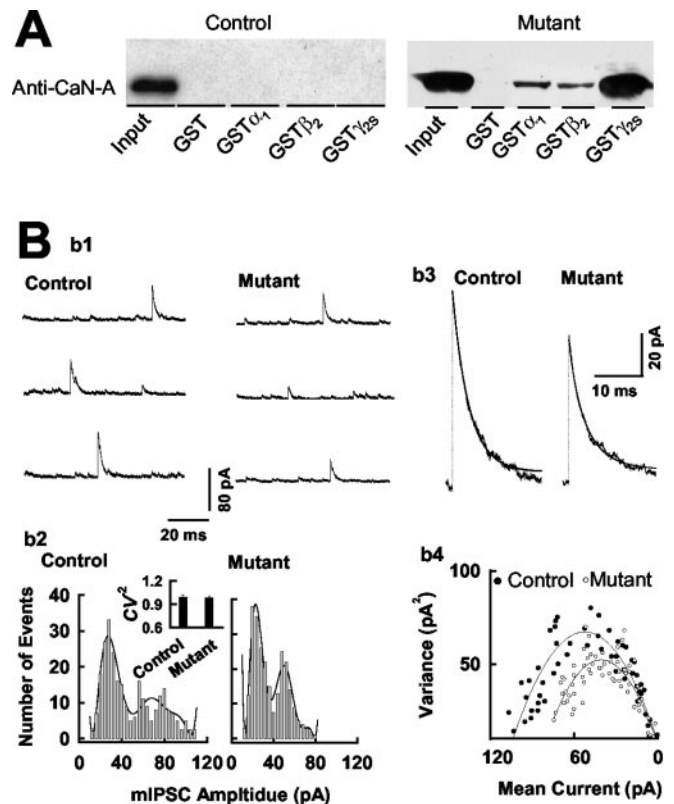 A
Control
Mutant
Anti-CaN-A
Input
GST
GSTα1
GSTβ2
GSTγ2s
Input
GST
GSTα1
GSTβ2
GSTγ2s
B
b1
Control
Mutant
80 pA
20 ms
b3
Control
Mutant
20 pA
10 ms
b2
Control
Mutant
Number of Events
40
30
20
10
0
0
40
80
120
0
40
80
120
CV-2
1.2
0.9
0.6
Control
Mutant
mIPSC Ampltidue (pA)
b4
Control
Mutant
Variance (pA2)
100
50
120
60
0
Mean Current (pA)